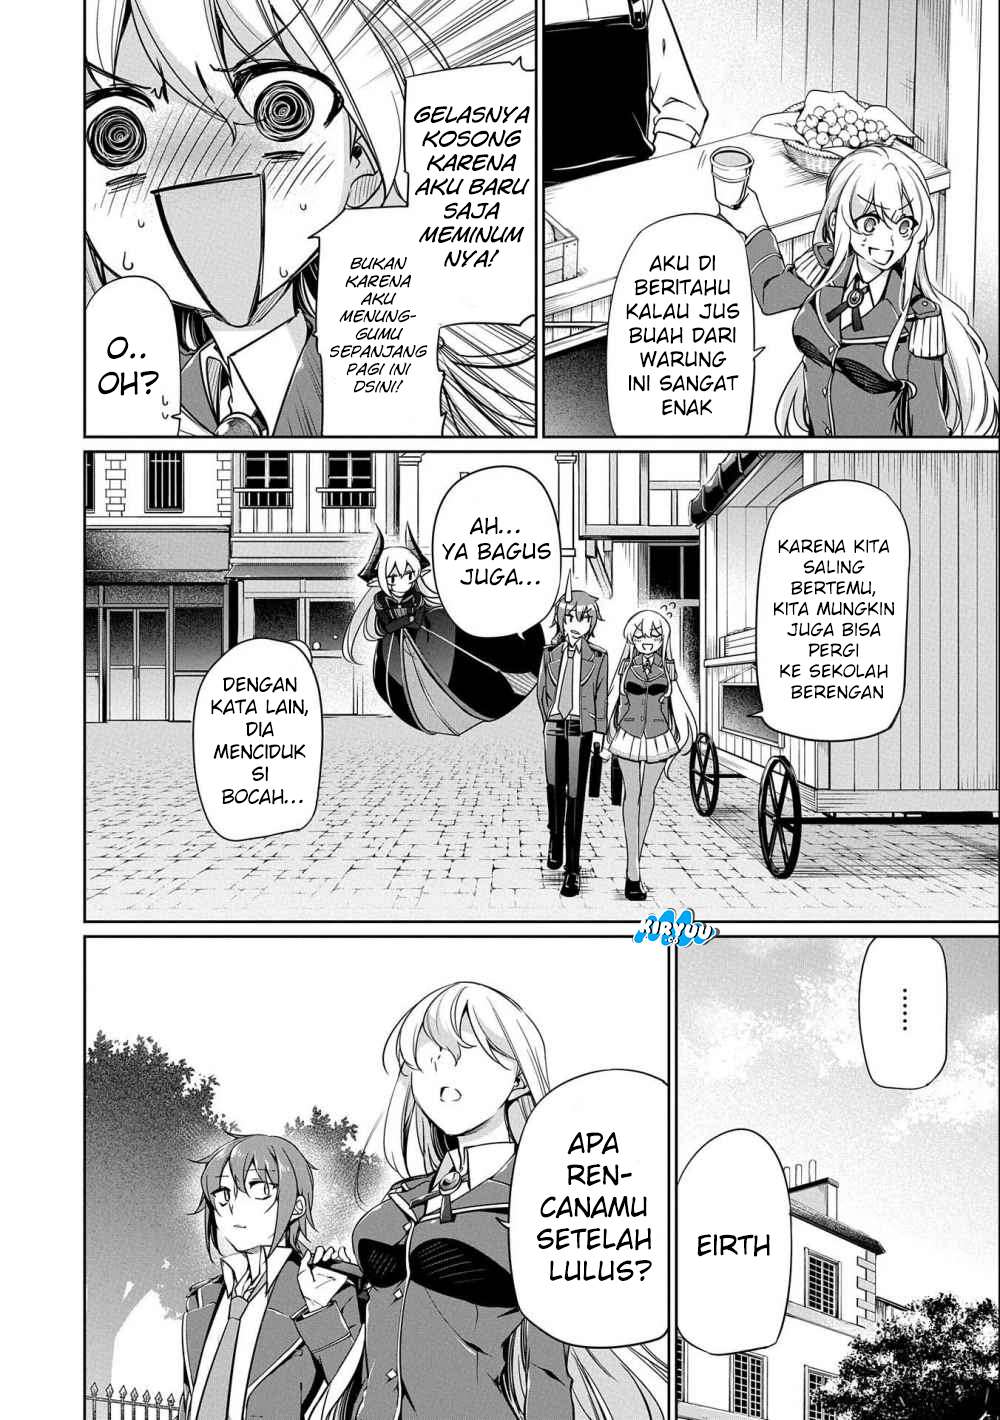 AKU DI
BERITAHU
KALAU JUS
BUAH DARI
WARUNG
INI SANGAT
ENAK
GELASNYA
KOSONG
KARENA
AKU BARU
SAJA
MEMINUM
NYA!
BUKAN
KARENA
AKU
MENUNG-
GUMU
SEPANJANG
PAGI INI
DSINI!
O..
OH?
KARENA KITA
SALING
BERTEMU,
KITA MUNGKIN
JUGA BISA
PERGI
KE SEKOLAH
BERENGAN
AH...
YA BAGUS
JUGA...
DENGAN
KATA LAIN,
DIA
MENCIDUK
SI
BOCAH...
KIRYUU
........
EIRTH
APA
REN-
CANAMU
SETELAH
LULUS?